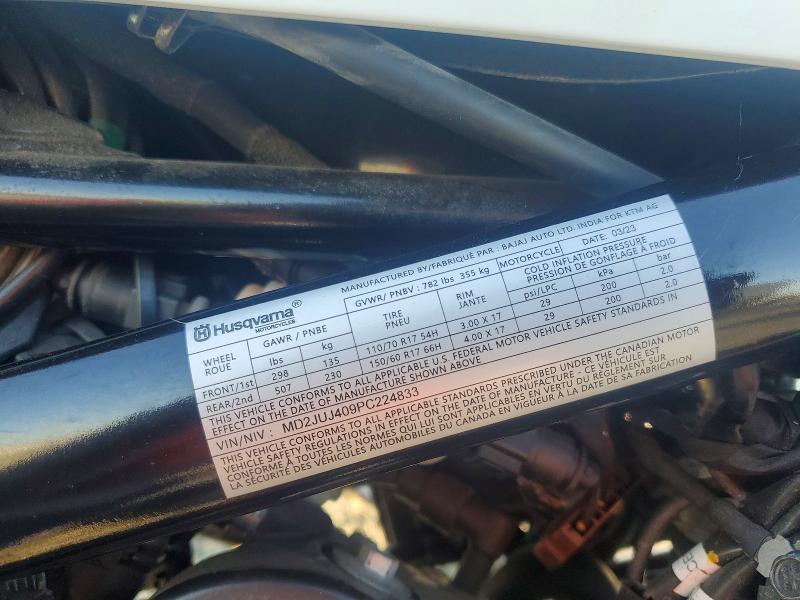 Husqvarna®
MOTORCYCLES
MANUFACTURED BY/FABRIQUÉ PAR : BAJAJ AUTO LTD. INDIA FOR KTM AG
GVWR/ PNBV : 782 lbs 355 kg MOTORCYCLE DATE: 03/23
WHEEL ROUE GAWR / PNBE TIRE PNEU RIM JANTE COLD INFLATION PRESSURE
PRESSION DE GONFLAGE À FROID
lbs kg psi/LPC kPa bar
FRONT/1st 298 135 110/70 R17 54H 3.00 X 17 29 200 2.0
REAR/2nd 507 230 150/60 R17 66H 4.00 X 17 29 200 2.0
THIS VEHICLE CONFORMS TO ALL APPLICABLE U.S. FEDERAL MOTOR VEHICLE SAFETY STANDARDS IN
EFFECT ON THE DATE OF MANUFACTURE SHOWN ABOVE
VIN/NIV : MD2JUJ409PC224833
THIS VEHICLE CONFORMS TO ALL APPLICABLE STANDARDS PRESCRIBED UNDER THE CANADIAN MOTOR
VEHICLE SAFETY REGULATIONS IN EFFECT ON THE DATE OF MANUFACTURE - CE VÉHICULE EST
CONFORME À TOUTES LES NORMES QUI LUI SONT APPLICABLES EN VERTU DU RÈGLEMENT SUR
LA SÉCURITÉ DES VÉHICULES AUTOMOBILES DU CANADA EN VIGUEUR À LA DATE DE SA FABRICATION